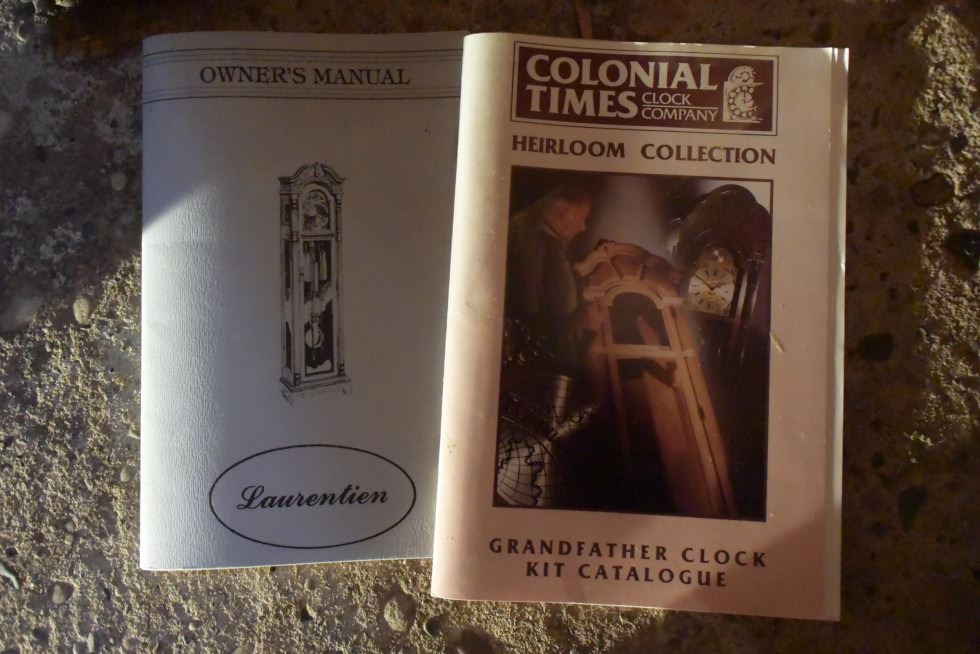 OWNER'S MANUAL
Laurentien
COLONIAL
TIMES CLOCK
COMPANY
HEIRLOOM COLLECTION
GRANDFATHER CLOCK
KIT CATALOGUE